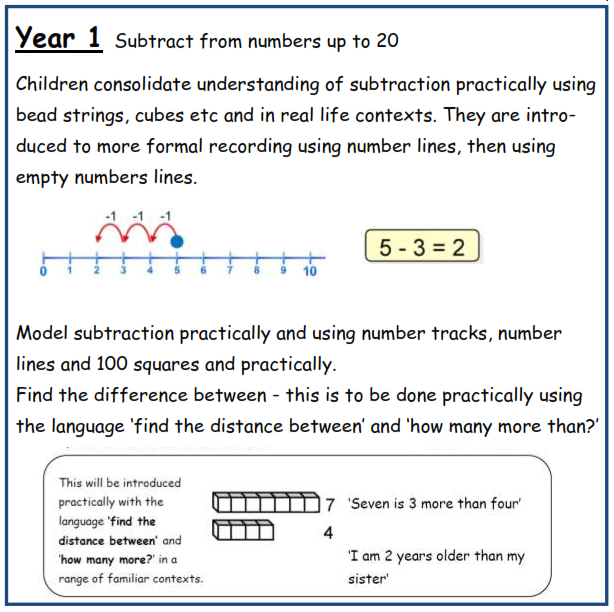 Year 1 Subtract from numbers up to 20
Children consolidate understanding of subtraction practically using
bead strings, cubes etc and in real life contexts. They are intro-
duced to more formal recording using number lines, then using
empty numbers lines.
-1 -1 -1
5 - 3 = 2
0 1 2 3 4 5 6 7 8 9 10
Model subtraction practically and using number tracks, number
lines and 100 squares and practically.
Find the difference between - this is to be done practically using
the language 'find the distance between' and 'how many more than?'
This will be introduced
practically with the
language 'find the
distance between' and
'how many more?' in a
range of familiar contexts.
7 'Seven is 3 more than four'
4
'I am 2 years older than my
sister'